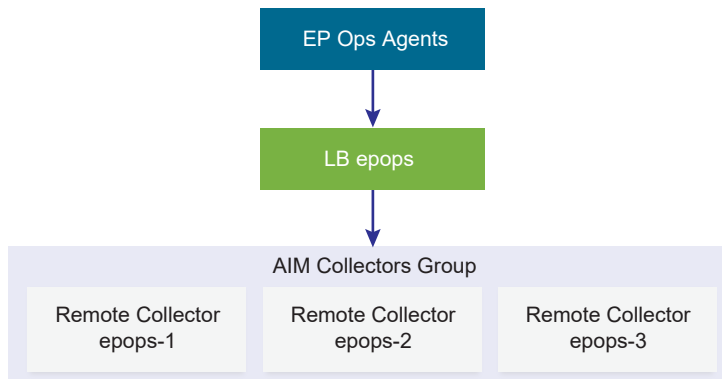 EP Ops Agents
LB epops
AIM Collectors Group
Remote Collector
epops-1
Remote Collector
epops-2
Remote Collector
epops-3